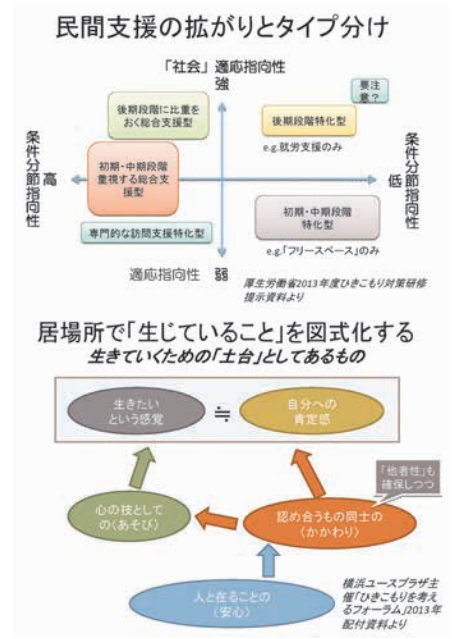 民間支援の拡がりとタイプ分け
「社会」適応指向性
強
要注
意？
後期段階に比重を
おく総合支援型
後期段階特化型
e.g.就労支援のみ
条件分節指向性
高
初期・中期段階
重視する総合支
援型
低
条件分節指向性
初期・中期段階
特化型
専門的な訪問支援特化型
e.g.「フリースペース」のみ
適応指向性 弱
厚生労働省2013年度ひきこもり対策研修
提示資料より
居場所で「生じていること」を図式化する
生きていくための「土台」としてあるもの
生きたい
という感覚
≒
自分への
肯定感
「他者性」も
確保しつつ
心の技として
の〈あそび〉
認め合うもの同士の
〈かかわり〉
人と在ることの
〈安心〉
横浜ユースプラザ主
催「ひきこもりを考え
るフォーラム」2013年
配付資料より